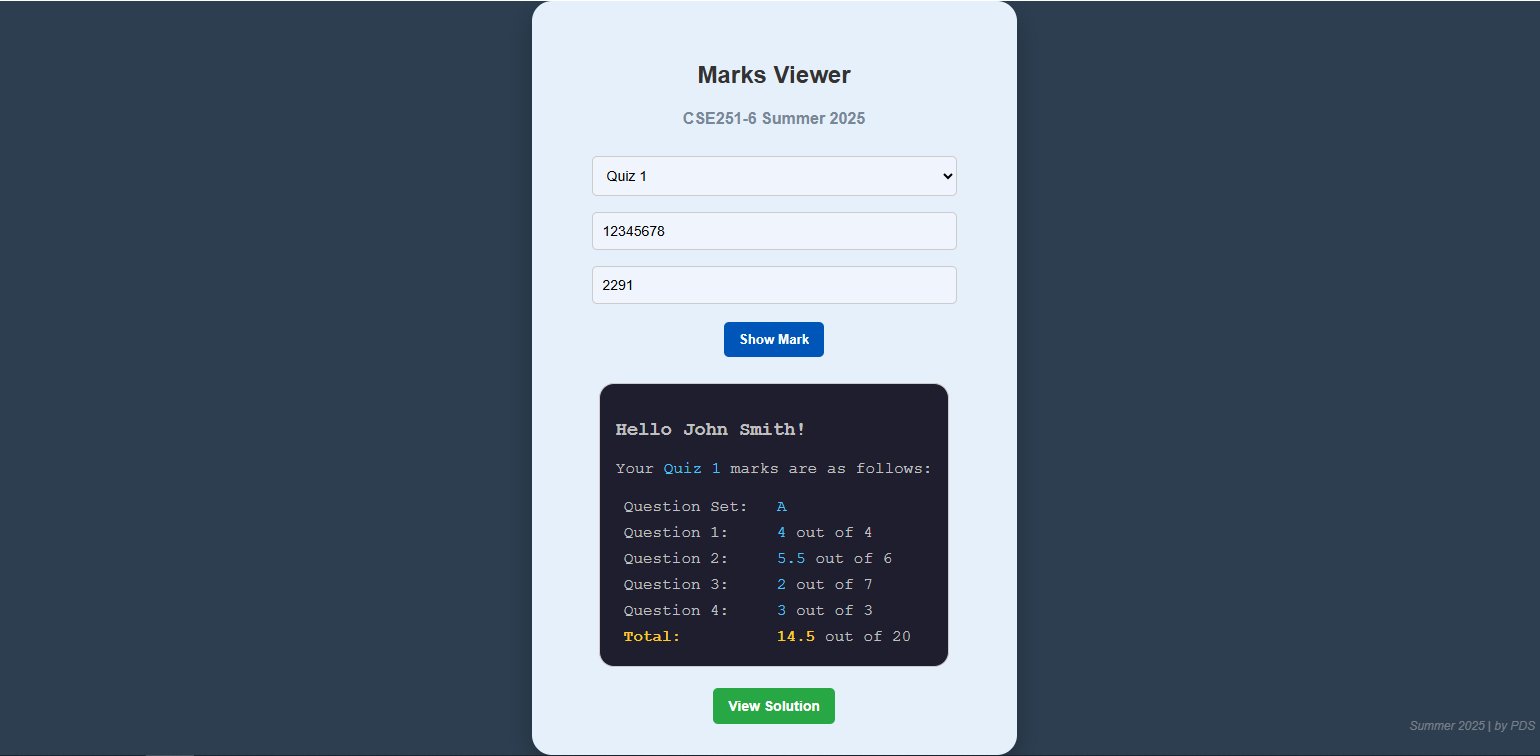 Marks Viewer
CSE251-6 Summer 2025
Quiz 1
12345678
2291
Show Mark
Hello John Smith!
Your Quiz 1 marks are as follows:
Question Set: A
Question 1: 4 out of 4
Question 2: 5.5 out of 6
Question 3: 2 out of 7
Question 4: 3 out of 3
Total: 14.5 out of 20
View Solution
Summer 2025 | by PDS